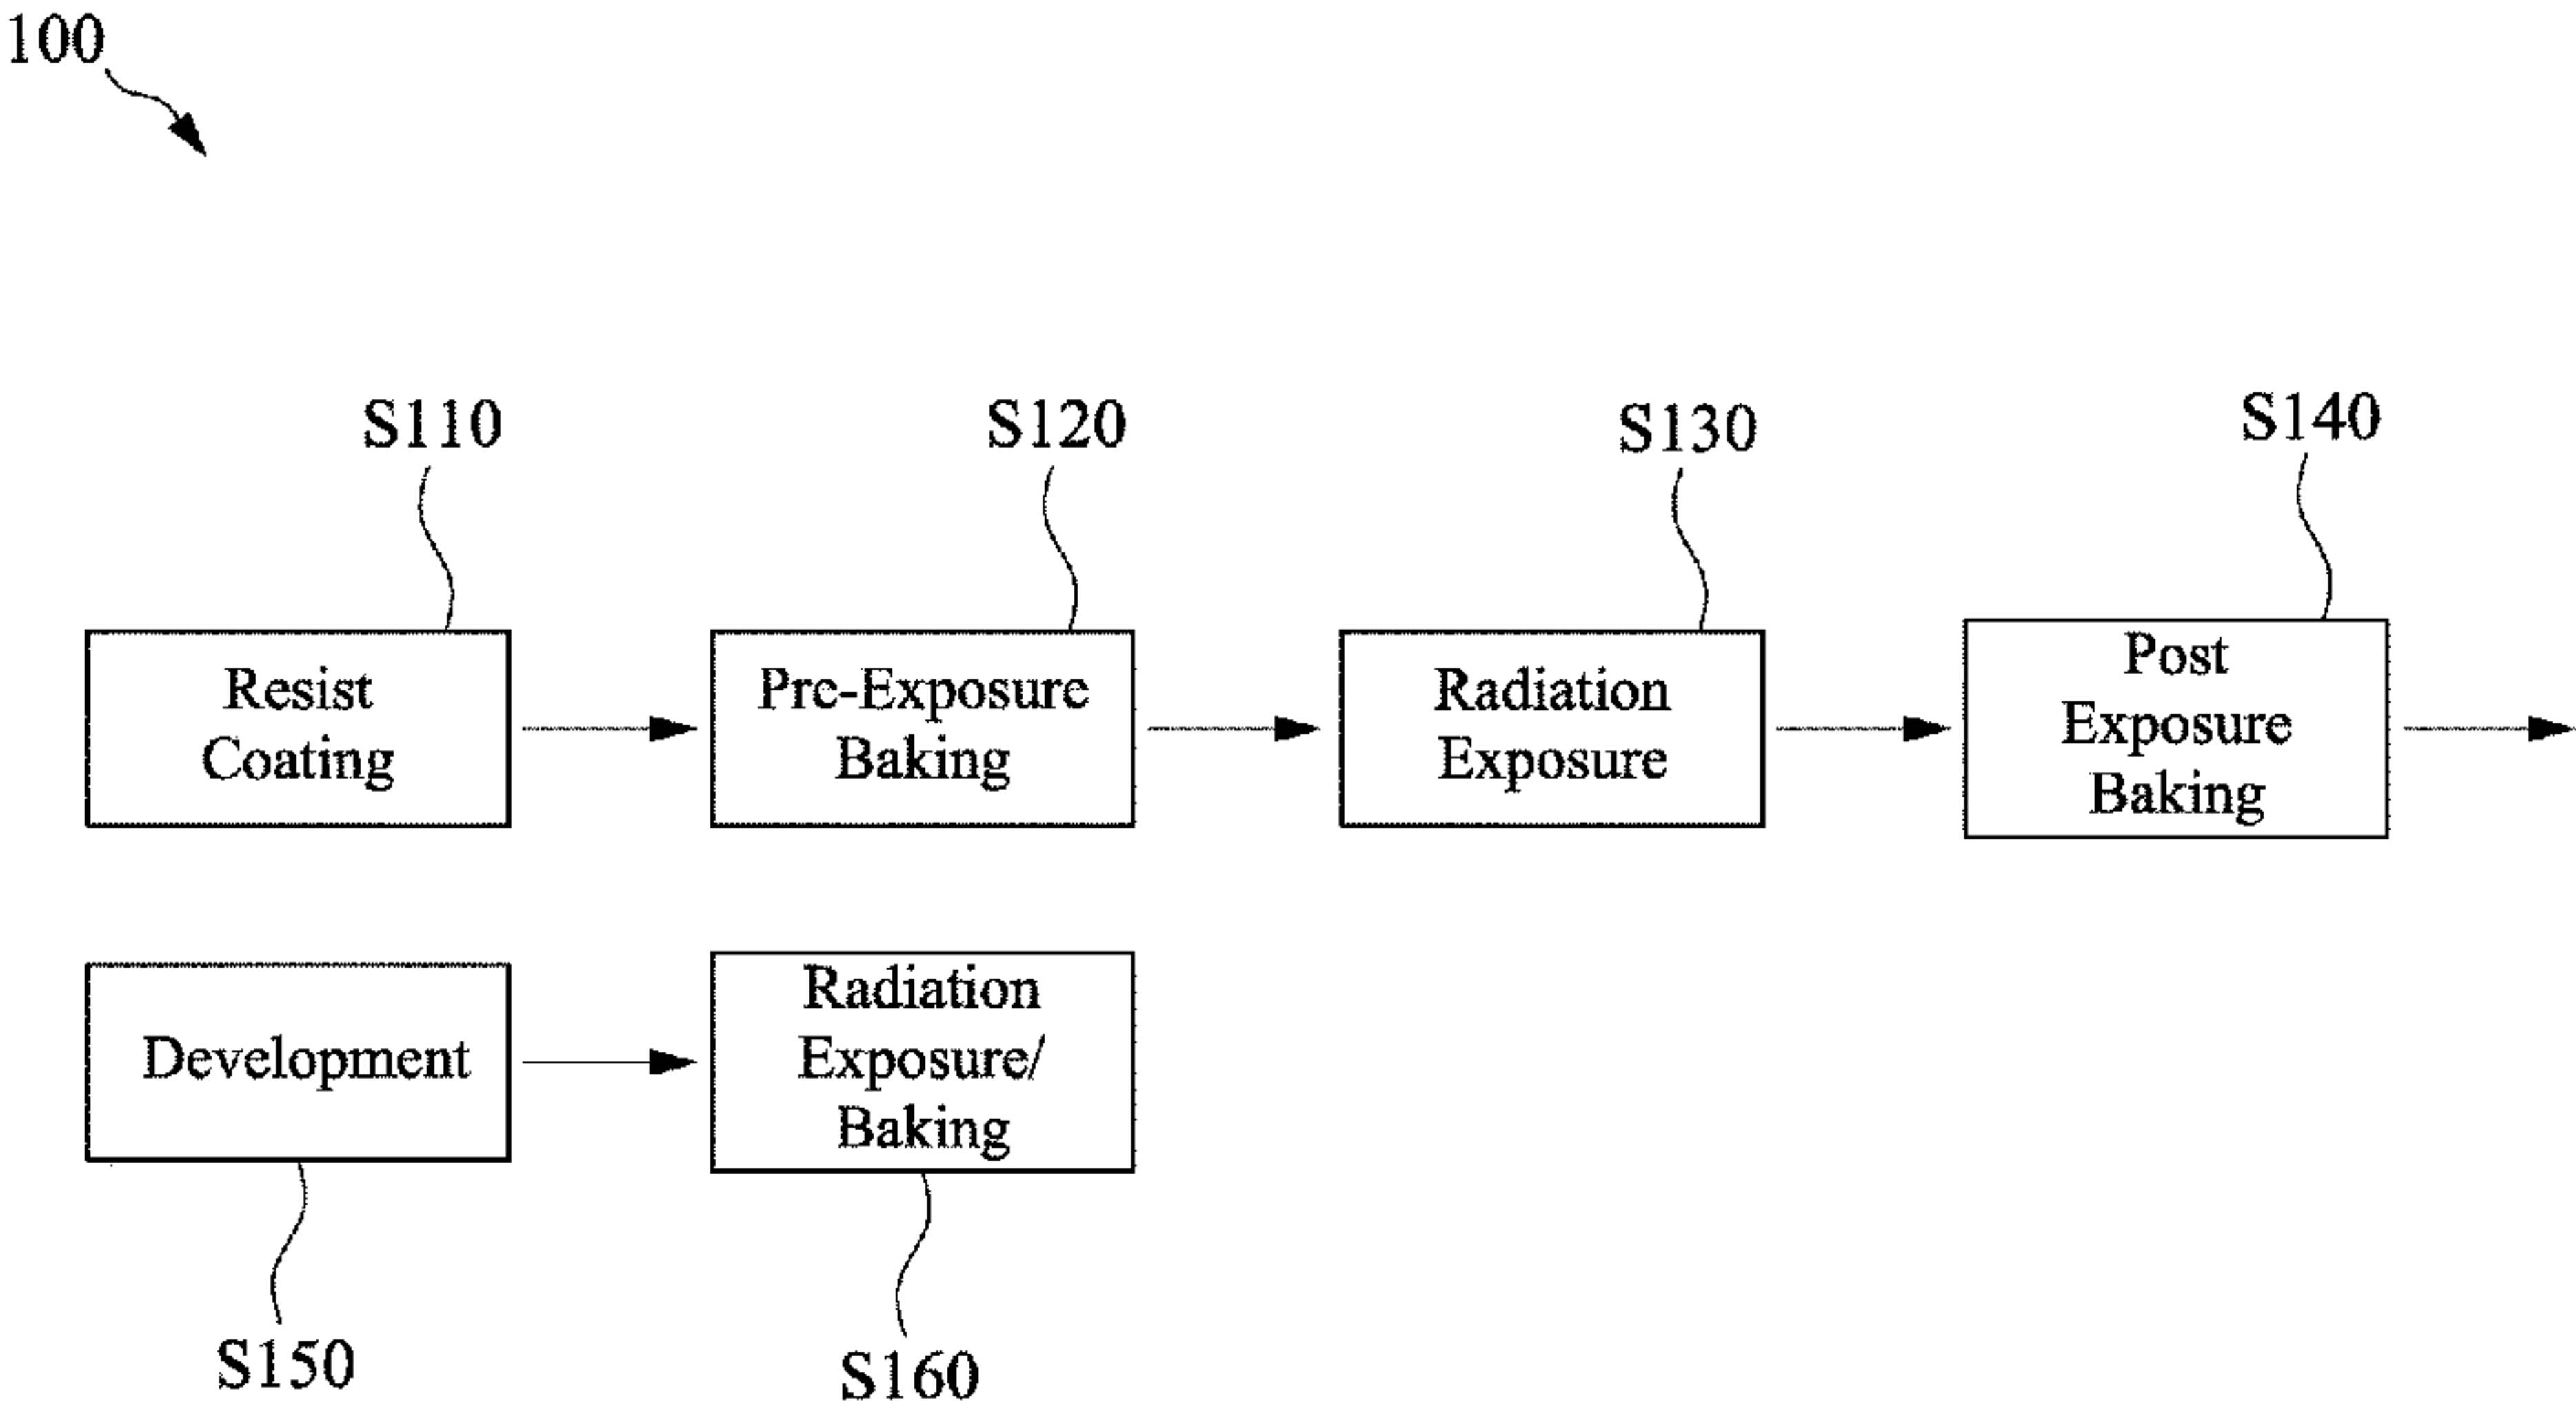 100
S110
S120
S130
S140
Resist
Coating
Pre-Exposure
Baking
Radiation
Exposure
Post
Exposure
Baking
Development
Radiation
Exposure/
Baking
S150
S160